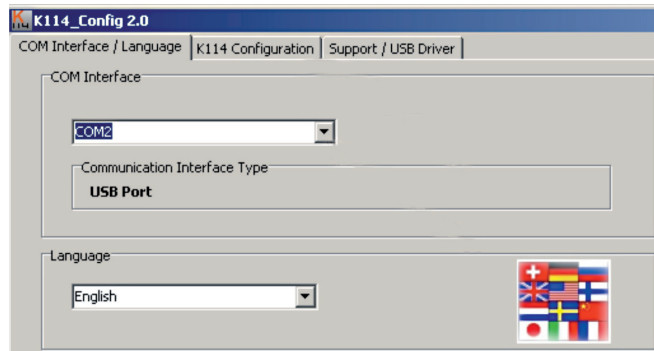 K114_Config 2.0
COM Interface / Language K114 Configuration Support / USB Driver
COM Interface
COM2
Communication Interface Type
USB Port
Language
English